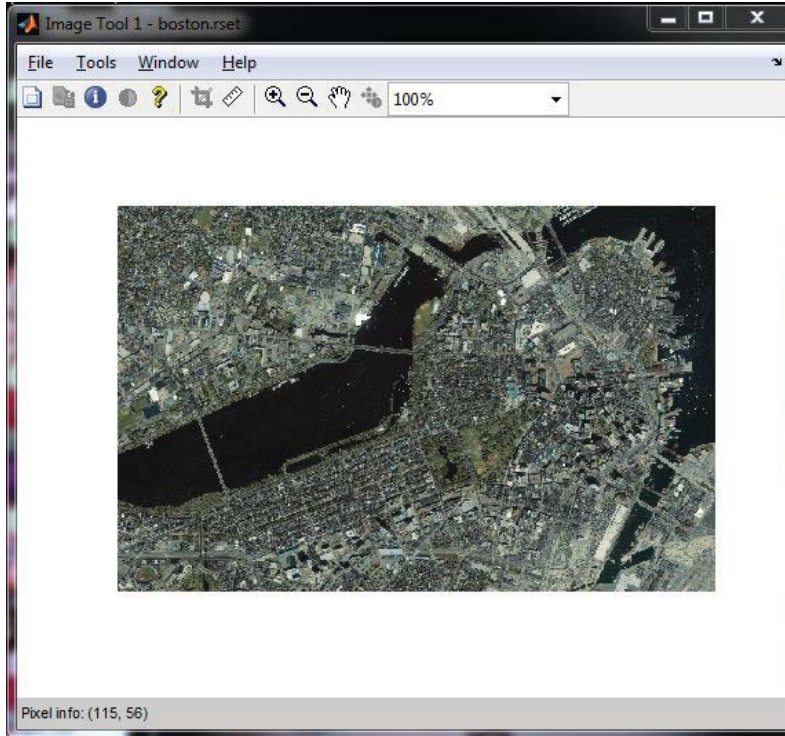 Image Tool 1 - boston.rset
File Tools Window Help
100%
Pixel info: (115, 56)